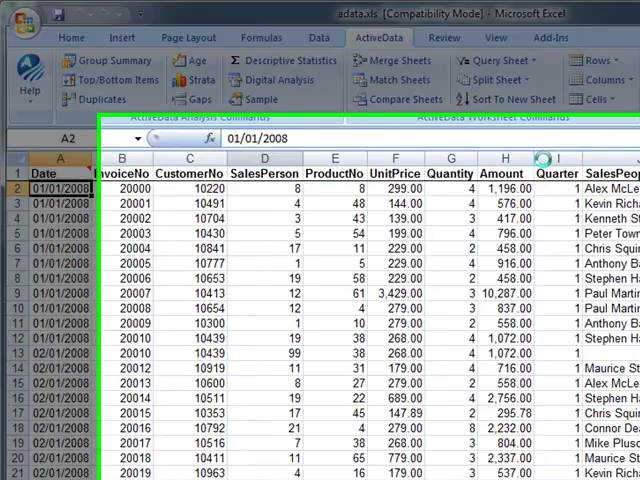 adata.xls [Compatibility Mode] - Microsoft Excel
Home Insert Page Layout Formulas Data ActiveData Review View Add-Ins
Help Group Summary Age Σ Descriptive Statistics Merge Sheets Query Sheet Rows
Top/Bottom Items Strata Digital Analysis Match Sheets Split Sheet Columns
Duplicates Gaps Sample Compare Sheets Sort To New Sheet Cells
ActiveData Analysis Commands ActiveData Worksheet Commands
A2 fx 01/01/2008
A B C D E F G H I J
1 Date InvoiceNo CustomerNo SalesPerson ProductNo UnitPrice Quantity Amount Quarter SalesPeop
2 01/01/2008 20000 10220 8 8 299.00 4 1,196.00 1 Alex McLe
3 01/01/2008 20001 10491 4 48 144.00 4 576.00 1 Kevin Rich
4 01/01/2008 20002 10704 3 43 139.00 3 417.00 1 Kenneth St
5 01/01/2008 20003 10430 5 54 199.00 4 796.00 1 Peter Town
6 01/01/2008 20004 10841 17 11 229.00 2 458.00 1 Chris Squi
7 01/01/2008 20005 10777 1 5 229.00 4 916.00 1 Anthony Ba
8 01/01/2008 20006 10653 19 58 229.00 2 458.00 1 Stephen H
9 01/01/2008 20007 10413 12 61 3,429.00 3 10,287.00 1 Paul Martin
10 01/01/2008 20008 10654 12 4 279.00 3 837.00 1 Paul Martin
11 01/01/2008 20009 10300 1 10 279.00 2 558.00 1 Anthony Ba
12 01/01/2008 20010 10439 19 38 268.00 4 1,072.00 1 Stephen H
13 02/01/2008 20010 10439 99 38 268.00 4 1,072.00 1
14 02/01/2008 20012 10919 11 31 179.00 4 716.00 1 Maurice St
15 02/01/2008 20013 10600 8 27 279.00 2 558.00 1 Alex McLe
16 02/01/2008 20014 10511 19 22 689.00 4 2,756.00 1 Stephen H
17 02/01/2008 20015 10353 17 45 147.89 2 295.78 1 Chris Squi
18 02/01/2008 20016 10792 21 4 279.00 8 2,232.00 1 Connor Dea
19 02/01/2008 20017 10516 7 38 268.00 3 804.00 1 Mike Plusc
20 02/01/2008 20018 10411 11 65 779.00 3 2,337.00 1 Maurice St
21 02/01/2008 20019 10963 4 16 179.00 3 537.00 1 Kevin Rich